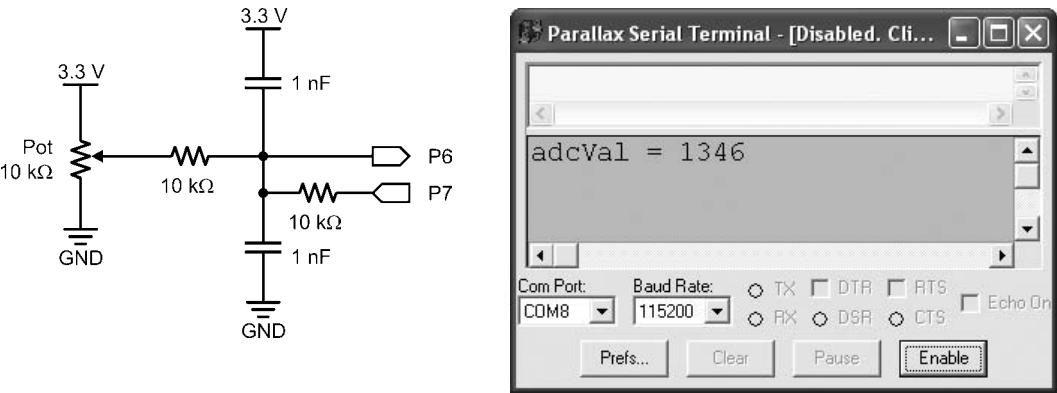 3.3 V
1 nF
3.3 V
Pot
10 kΩ
10 kΩ
P6
P7
10 kΩ
1 nF
GND
GND
Parallax Serial Terminal - [Disabled. Cli...
adcVal = 1346
Com Port:
Baud Rate:
TX DTR RTS
COM8
115200
Echo On
RX DSR CTS
Prefs...
Clear
Pause
Enable